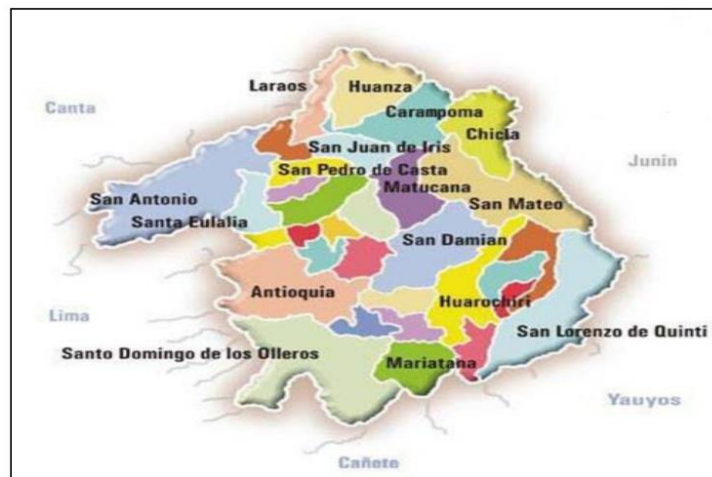 Laraos
Huanza
Canta
Carampoma
Chicla
San Juan de Iris
Junin
San Pedro de Casta
Matucana
San Antonio
San Mateo
Santa Eulalia
San Damian
Antioquia
Huarochiri
Lima
San Lorenzo de Quinti
Santo Domingo de los Olleros
Mariatana
Yauyos
Cañete